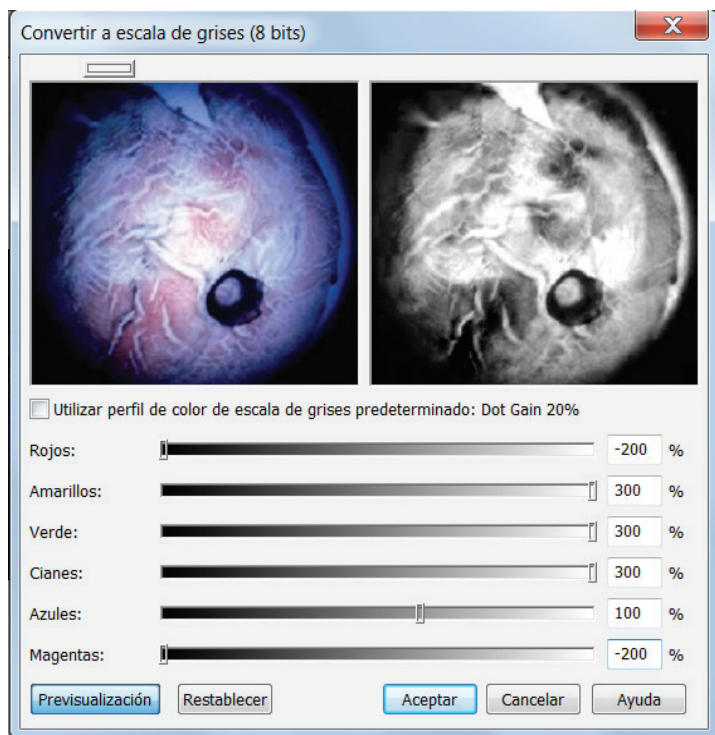 Convertir a escala de grises (8 bits)
Utilizar perfil de color de escala de grises predeterminado: Dot Gain 20%
Rojos: -200 %
Amarillos: 300 %
Verde: 300 %
Cianes: 300 %
Azules: 100 %
Magentas: -200 %
Previsualización Restablecer Aceptar Cancelar Ayuda